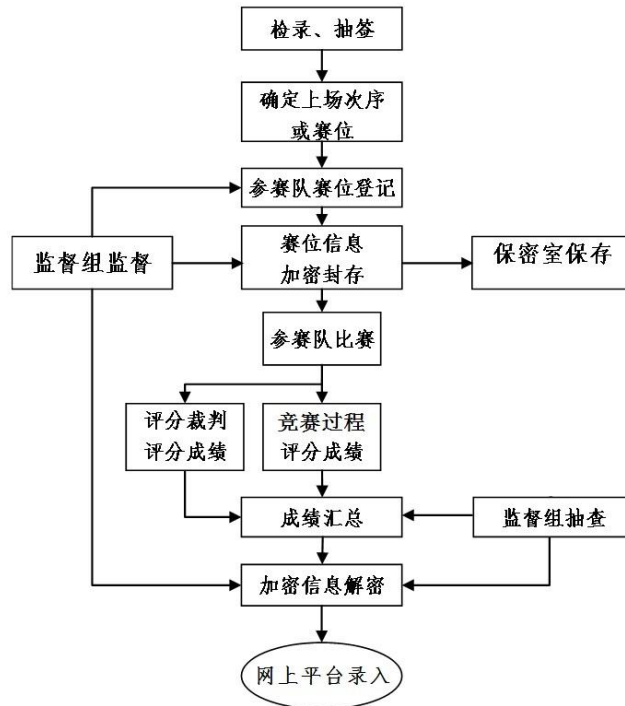 检录、抽签
确定上场次序
或赛位
参赛队赛位登记
监督组监督
赛位信息
加密封存
保密室保存
参赛队比赛
评分裁判
评分成绩
竞赛过程
评分成绩
成绩汇总
监督组抽查
加密信息解密
网上平台录入